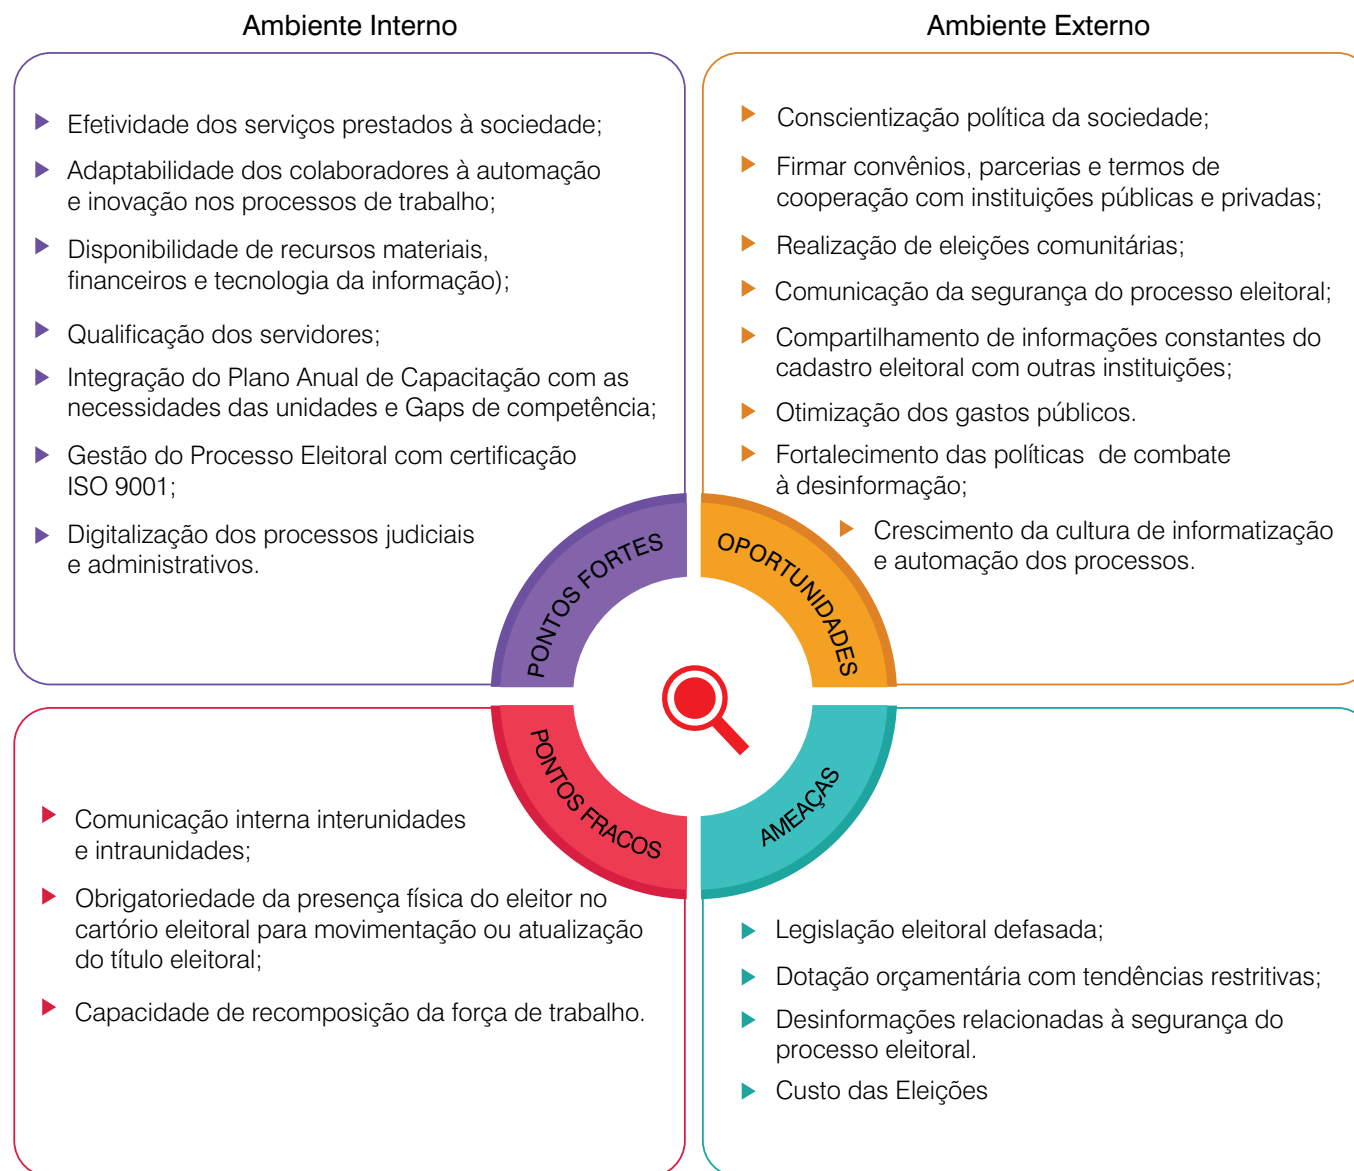 Ambiente Interno
Efetividade dos serviços prestados à sociedade;
Adaptabilidade dos colaboradores à automação
e inovação nos processos de trabalho;
Disponibilidade de recursos materiais,
financeiros e tecnologia da informação);
Qualificação dos servidores;
Integração do Plano Anual de Capacitação com as
necessidades das unidades e Gaps de competência;
Gestão do Processo Eleitoral com certificação
ISO 9001;
Digitalização dos processos judiciais
e administrativos.
PONTOS FORTES
Ambiente Externo
Conscientização política da sociedade;
Firmar convênios, parcerias e termos de
cooperação com instituições públicas e privadas;
Realização de eleições comunitárias;
Comunicação da segurança do processo eleitoral;
Compartilhamento de informações constantes do
cadastro eleitoral com outras instituições;
Otimização dos gastos públicos.
Fortalecimento das políticas  de combate
à desinformação;
Crescimento da cultura de informatização
e automação dos processos.
OPORTUNIDADES
PONTOS FRACOS
Comunicação interna interunidades
e intraunidades;
Obrigatoriedade da presença física do eleitor no
cartório eleitoral para movimentação ou atualização
do título eleitoral;
Capacidade de recomposição da força de trabalho.
AMEAÇAS
Legislação eleitoral defasada;
Dotação orçamentária com tendências restritivas;
Desinformações relacionadas à segurança do
processo eleitoral.
Custo das Eleições